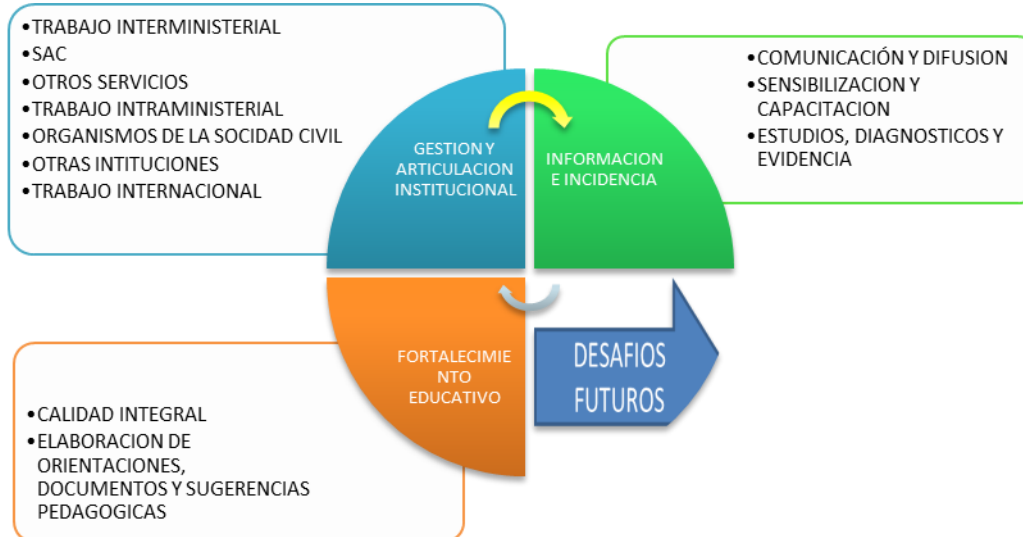 •TRABAJO INTERMINISTERIAL
•SAC
•OTROS SERVICIOS
•TRABAJO INTRAMINISTERIAL
•ORGANISMOS DE LA SOCIDAD CIVIL
•OTRAS INTITUCIONES
•TRABAJO INTERNACIONAL
GESTION Y
ARTICULACION
INSTITUCIONAL
INFORMACION
E INCIDENCIA
•COMUNICACIÓN Y DIFUSION
•SENSIBILIZACION Y
CAPACITACION
•ESTUDIOS, DIAGNOSTICOS Y
EVIDENCIA
•CALIDAD INTEGRAL
•ELABORACION DE
ORIENTACIONES,
DOCUMENTOS Y SUGERENCIAS
PEDAGOGICAS
FORTALECIMIE
NTO
EDUCATIVO
DESAFIOS
FUTUROS